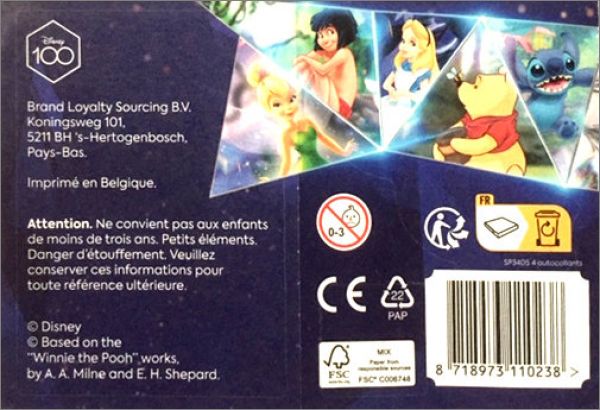 Disney
100
Brand Loyalty Sourcing B.V.
Koningsweg 101,
5211 BH 's-Hertogenbosch,
Pays-Bas.
Imprimé en Belgique.
Attention. Ne convient pas aux enfants
de moins de trois ans. Petits éléments.
Danger d'étouffement. Veuillez
conserver ces informations pour
toute référence ultérieure.
© Disney
© Based on the
"Winnie the Pooh" works,
by A. A. Milne and E. H. Shepard.
0-3
FR
SP340S 4 autocollants
CE
22
PAP
FSC
www.fsc.org
MIX
Paper from
responsible sources
FSC® C006748
8 718973 110238 >